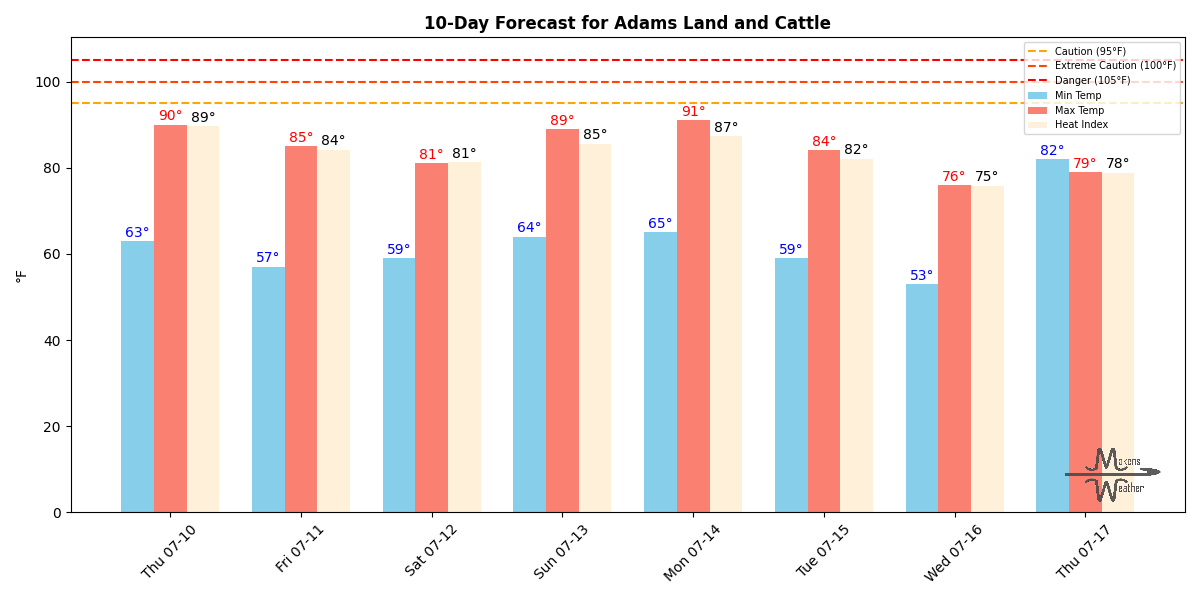 10-Day Forecast for Adams Land and Cattle
Caution (95°F)
Extreme Caution (100°F)
Danger (105°F)
Min Temp
Max Temp
Heat Index
°F
100
80
60
40
20
0
63° 90° 89°
57° 85° 84°
59° 81° 81°
64° 89° 85°
65° 91° 87°
59° 84° 82°
53° 76° 75°
82° 79° 78°
Thu 07-10
Fri 07-11
Sat 07-12
Sun 07-13
Mon 07-14
Tue 07-15
Wed 07-16
Thu 07-17
akens
eather